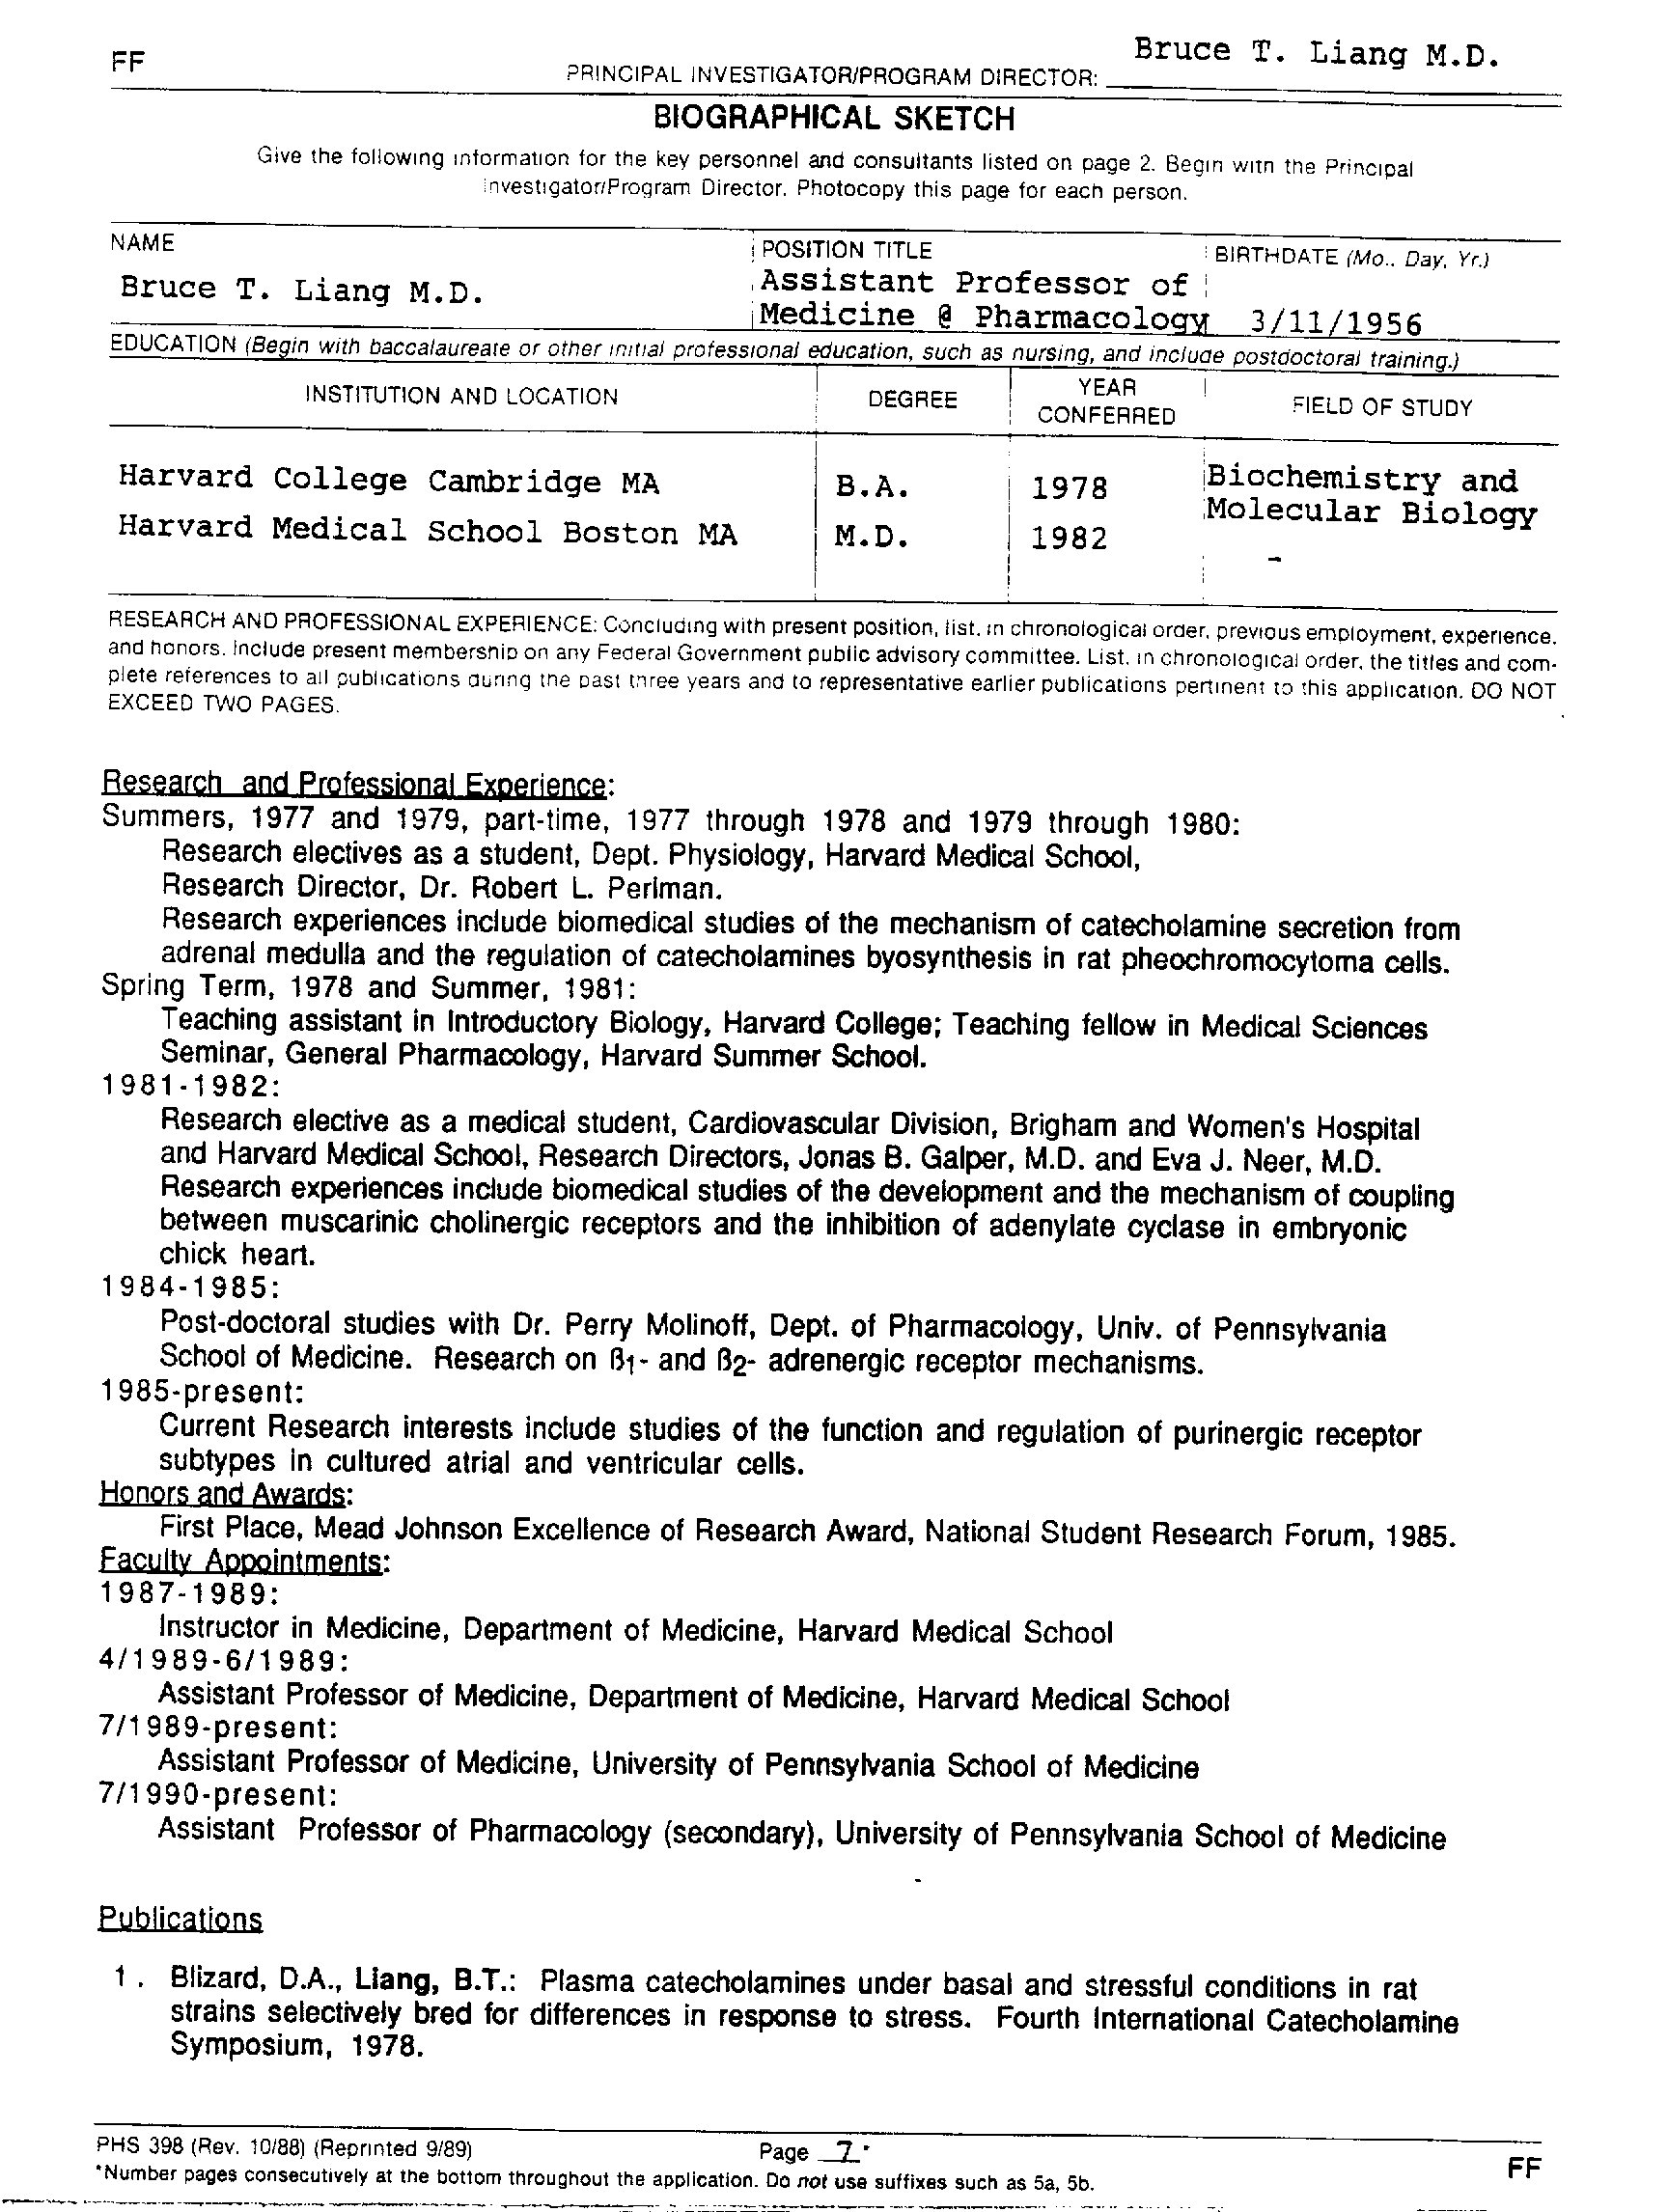 FF
PRINCIPAL INVESTIGATOR/PROGRAM DIRECTOR: Bruce T. Liang M.D.
BIOGRAPHICAL SKETCH
Give the following information for the key personnel and consultants listed on page 2. Begin with the Principal
Investigator/Program Director. Photocopy this page for each person.
NAME
Bruce T. Liang M.D.
POSITION TITLE
Assistant Professor of
Medicine @ Pharmacology
BIRTHDATE (Mo., Day, Yr.)
3/11/1956
EDUCATION (Begin with baccalaureate or other initial professional education, such as nursing, and include postdoctoral training.)
INSTITUTION AND LOCATION
DEGREE
YEAR
CONFERRED
FIELD OF STUDY
Harvard College Cambridge MA
B.A.
1978
Biochemistry and
Molecular Biology
Harvard Medical School Boston MA
M.D.
1982
-
RESEARCH AND PROFESSIONAL EXPERIENCE: Concluding with present position, list, in chronological order, previous employment, experience,
and honors. Include present membership on any Federal Government public advisory committee. List, in chronological order, the titles and com-
plete references to all publications during the past three years and to representative earlier publications pertinent to this application. DO NOT
EXCEED TWO PAGES.
Research and Professional Experience:
Summers, 1977 and 1979, part-time, 1977 through 1978 and 1979 through 1980:
Research electives as a student, Dept. Physiology, Harvard Medical School,
Research Director, Dr. Robert L. Perlman.
Research experiences include biomedical studies of the mechanism of catecholamine secretion from
adrenal medulla and the regulation of catecholamines byosynthesis in rat pheochromocytoma cells.
Spring Term, 1978 and Summer, 1981:
Teaching assistant in Introductory Biology, Harvard College; Teaching fellow in Medical Sciences
Seminar, General Pharmacology, Harvard Summer School.
1981-1982:
Research elective as a medical student, Cardiovascular Division, Brigham and Women's Hospital
and Harvard Medical School, Research Directors, Jonas B. Galper, M.D. and Eva J. Neer, M.D.
Research experiences include biomedical studies of the development and the mechanism of coupling
between muscarinic cholinergic receptors and the inhibition of adenylate cyclase in embryonic
chick heart.
1984-1985:
Post-doctoral studies with Dr. Perry Molinoff, Dept. of Pharmacology, Univ. of Pennsylvania
School of Medicine. Research on ß1- and ß2- adrenergic receptor mechanisms.
1985-present:
Current Research interests include studies of the function and regulation of purinergic receptor
subtypes in cultured atrial and ventricular cells.
Honors and Awards:
First Place, Mead Johnson Excellence of Research Award, National Student Research Forum, 1985.
Faculty Appointments:
1987-1989:
Instructor in Medicine, Department of Medicine, Harvard Medical School
4/1989-6/1989:
Assistant Professor of Medicine, Department of Medicine, Harvard Medical School
7/1989-present:
Assistant Professor of Medicine, University of Pennsylvania School of Medicine
7/1990-present:
Assistant Professor of Pharmacology (secondary), University of Pennsylvania School of Medicine
Publications
1. Blizard, D.A., Liang, B.T.: Plasma catecholamines under basal and stressful conditions in rat
strains selectively bred for differences in response to stress. Fourth International Catecholamine
Symposium, 1978.
PHS 398 (Rev. 10/88) (Reprinted 9/89)
Page 7*
FF
*Number pages consecutively at the bottom throughout the application. Do not use suffixes such as 5a, 5b.